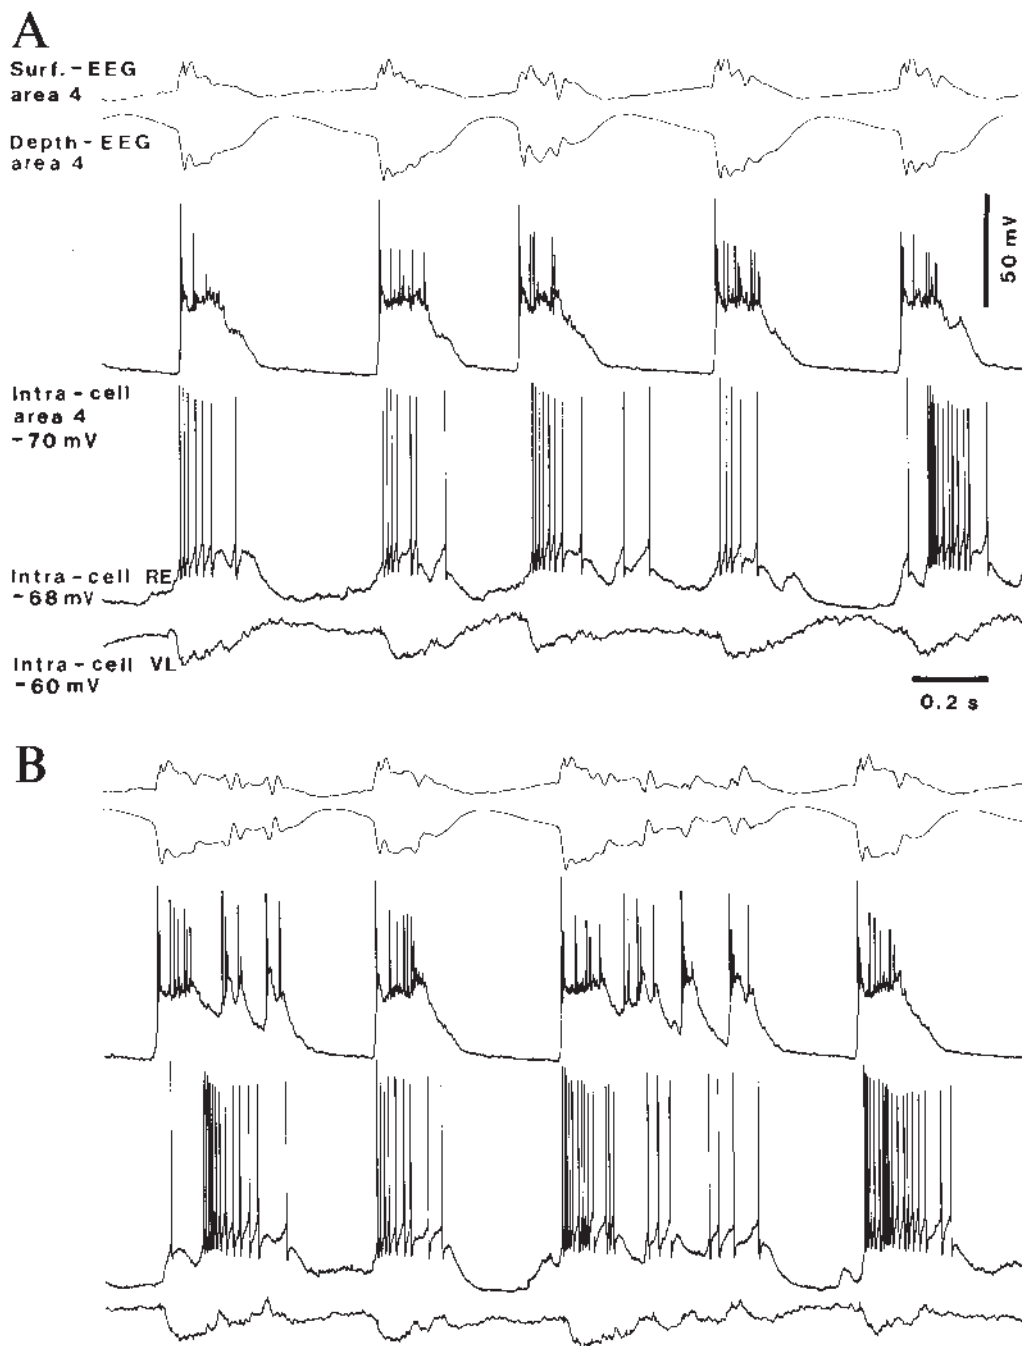 A
Surf.-EEG
area 4
Depth-EEG
area 4
50 mV
Intra-cell
area 4
-70 mV
Intra-cell RE
-68 mV
Intra-cell VL
-60 mV
0.2 s
B